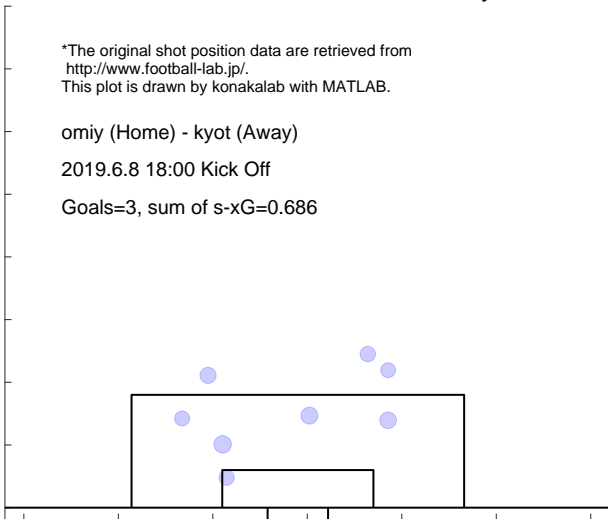 *The original shot position data are retrieved from
http://www.football-lab.jp/.
This plot is drawn by konakalab with MATLAB.
omiy (Home) - kyot (Away)
2019.6.8 18:00 Kick Off
Goals=3, sum of s-xG=0.686